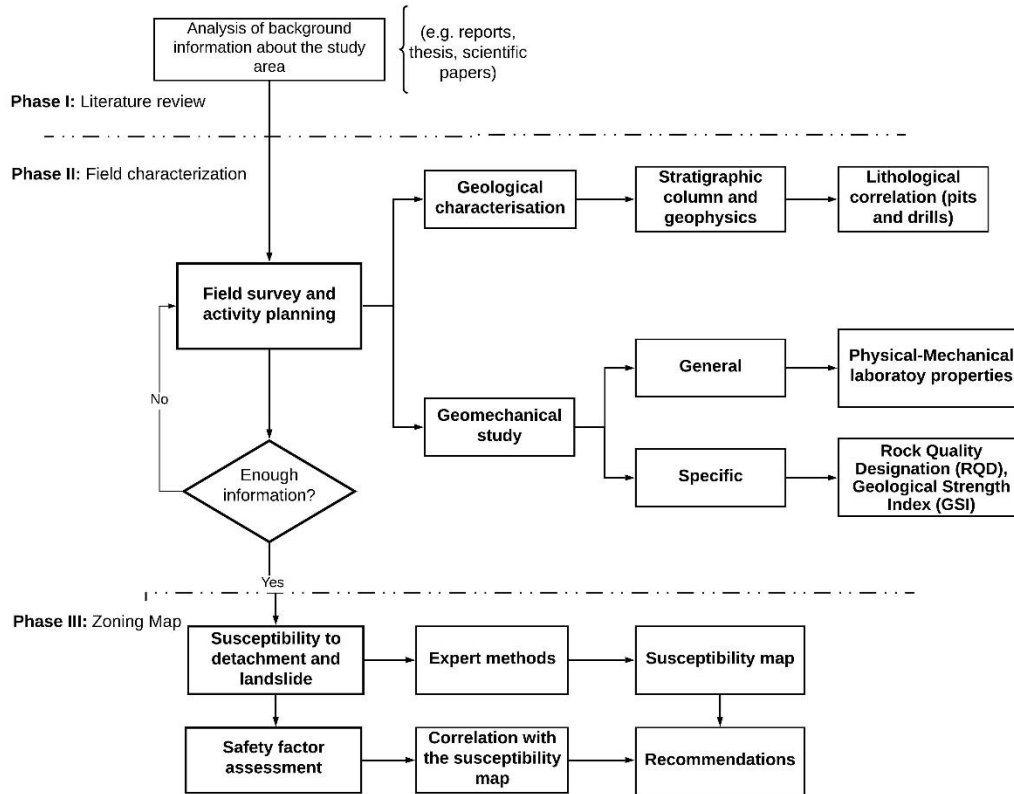 Analysis of background
information about the study
area
(e.g. reports,
thesis, scientific
papers)
Phase I: Literature review
Phase II: Field characterization
Geological
characterisation
Stratigraphic
column and
geophysics
Lithological
correlation (pits
and drills)
Field survey and
activity planning
General
Physical-Mechanical
laboratoy properties
No
Geomechanical
study
Enough
information?
Specific
Rock Quality
Designation (RQD),
Geological Strength
Index (GSI)
Yes
Phase III: Zoning Map
Susceptibility to
detachment and
landslide
Expert methods
Susceptibility map
Safety factor
assessment
Correlation with
the susceptibility
map
Recommendations